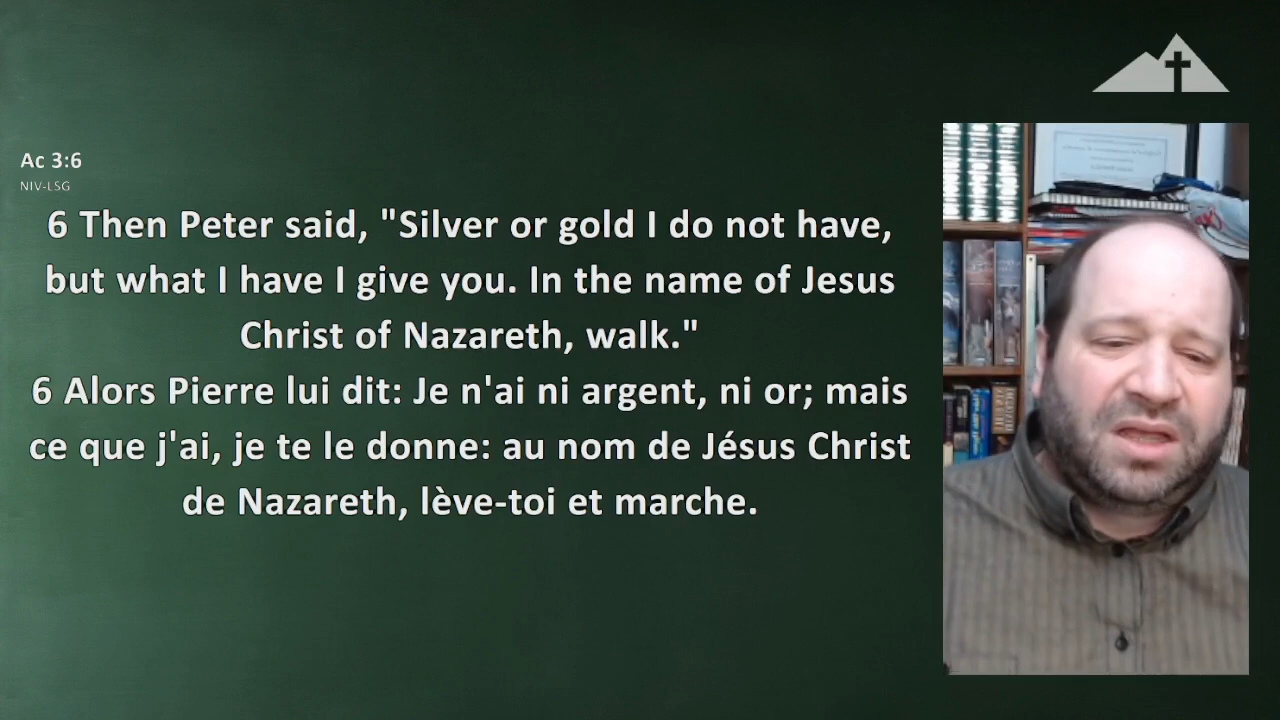 Ac 3:6
NIV-LSG
6 Then Peter said, "Silver or gold I do not have,
but what I have I give you. In the name of Jesus
Christ of Nazareth, walk."
6 Alors Pierre lui dit: Je n'ai ni argent, ni or; mais
ce que j'ai, je te le donne: au nom de Jésus Christ
de Nazareth, lève-toi et marche.